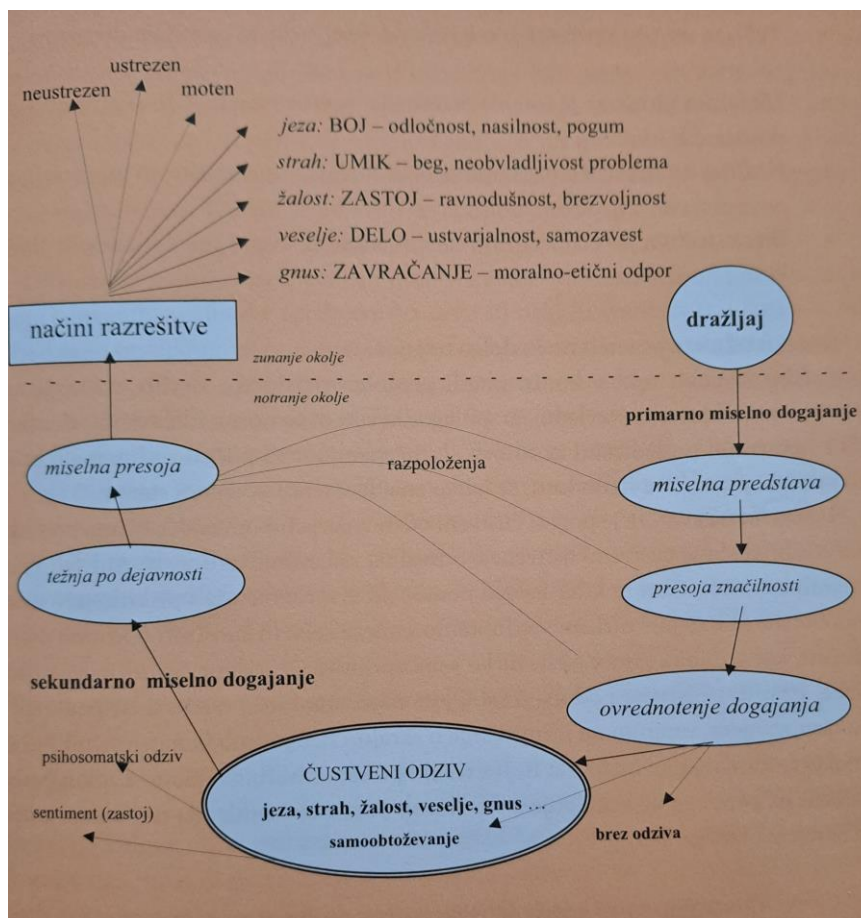 ustrezen
neustrezen
moten
jeza: BOJ – odločnost, nasilnost, pogum
strah: UMIK – beg, neobvladljivost problema
žalost: ZASTOJ – ravnodušnost, brezvoljnost
veselje: DELO – ustvarjalnost, samozavest
gnus: ZAVRAČANJE – moralno-etični odpor
načini razrešitve
dražljaj
zunanje okolje
notranje okolje
primarno miselno dogajanje
miselna presoja
razpoloženja
miselna predstava
težnja po dejavnosti
presoja značilnosti
sekundarno miselno dogajanje
ovrednotenje dogajanja
psihosomatski odziv
ČUSTVENI ODZIV
jeza, strah, žalost, veselje, gnus ...
sentiment (zastoj)
samoobtoževanje
brez odziva